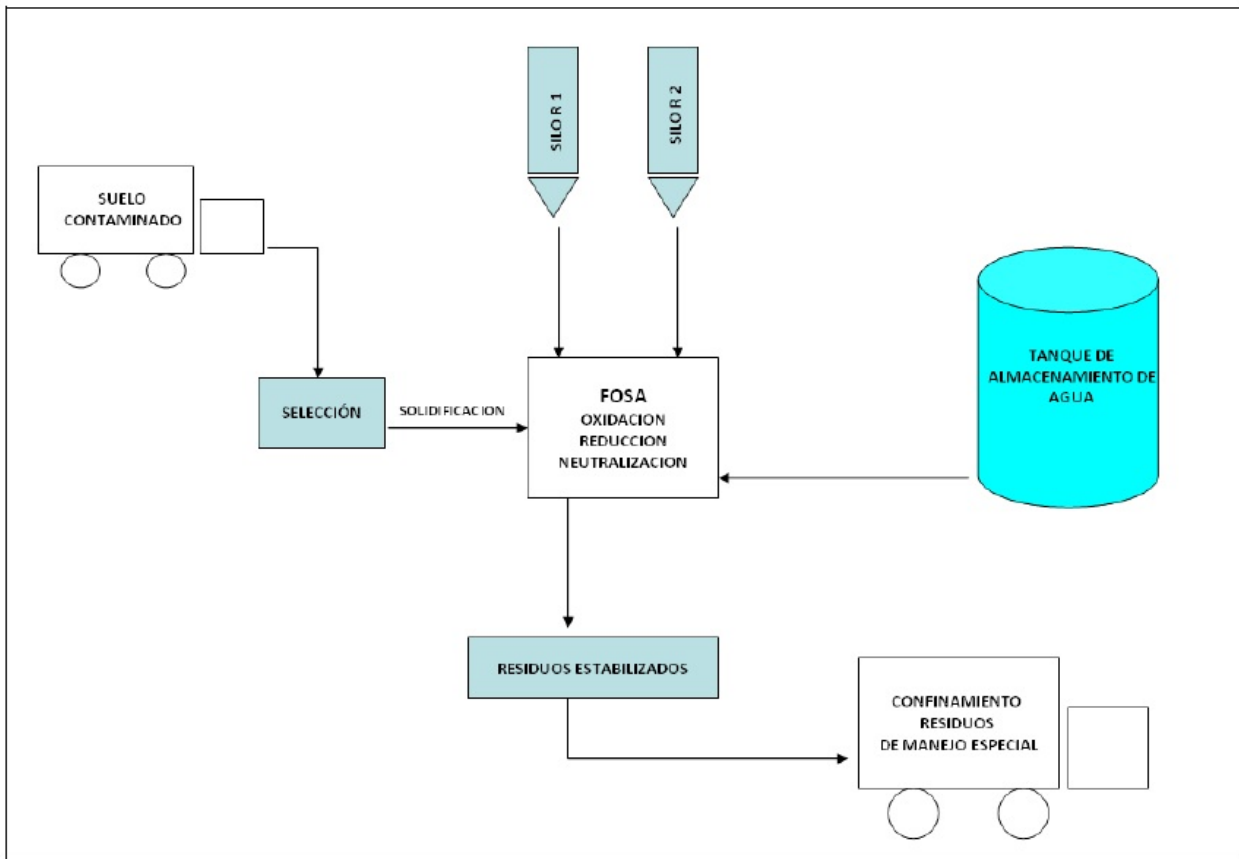 SILO R 1
SILO R 2
SUELO
CONTAMINADO
TANQUE DE
ALMACENAMIENTO DE
AGUA
SELECCIÓN
SOLIDIFICACION
FOSA
OXIDACION
REDUCCION
NEUTRALIZACION
RESIDUOS ESTABILIZADOS
CONFINAMIENTO
RESIDUOS
DE MANEJO ESPECIAL